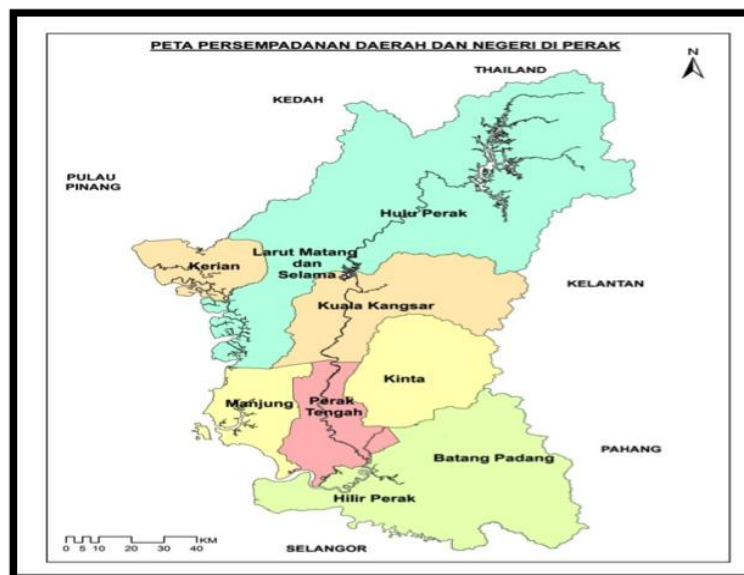 PETA PERSEMPADANAN DAERAH DAN NEGERI DI PERAK
N
THAILAND
KEDAH
PULAU
PINANG
Hulu Perak
Larut Matang
dan
Selama
Kerian
KELANTAN
Kuala Kangsar
Kinta
Manjung
Perak
Tengah
PAHANG
Batang Padang
Hilir Perak
KM
0 5 10 20 30 40
SELANGOR